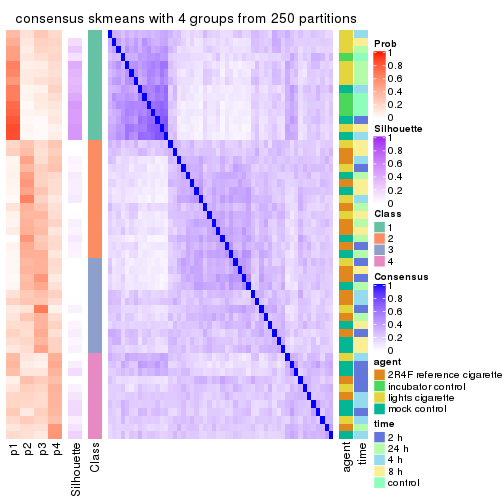 consensus skmeans with 4 groups from 250 partitions
Prob
1
0.8
0.6
0.4
0.2
0
Silhouette
1
0.8
0.6
0.4
0.2
0
Class
1
2
3
4
Consensus
1
0.8
0.6
0.4
0.2
0
agent
2R4F reference cigarette
incubator control
lights cigarette
mock control
time
2 h
24 h
4 h
8 h
control
p1
p2
p3
p4
Silhouette
Class
agent
time